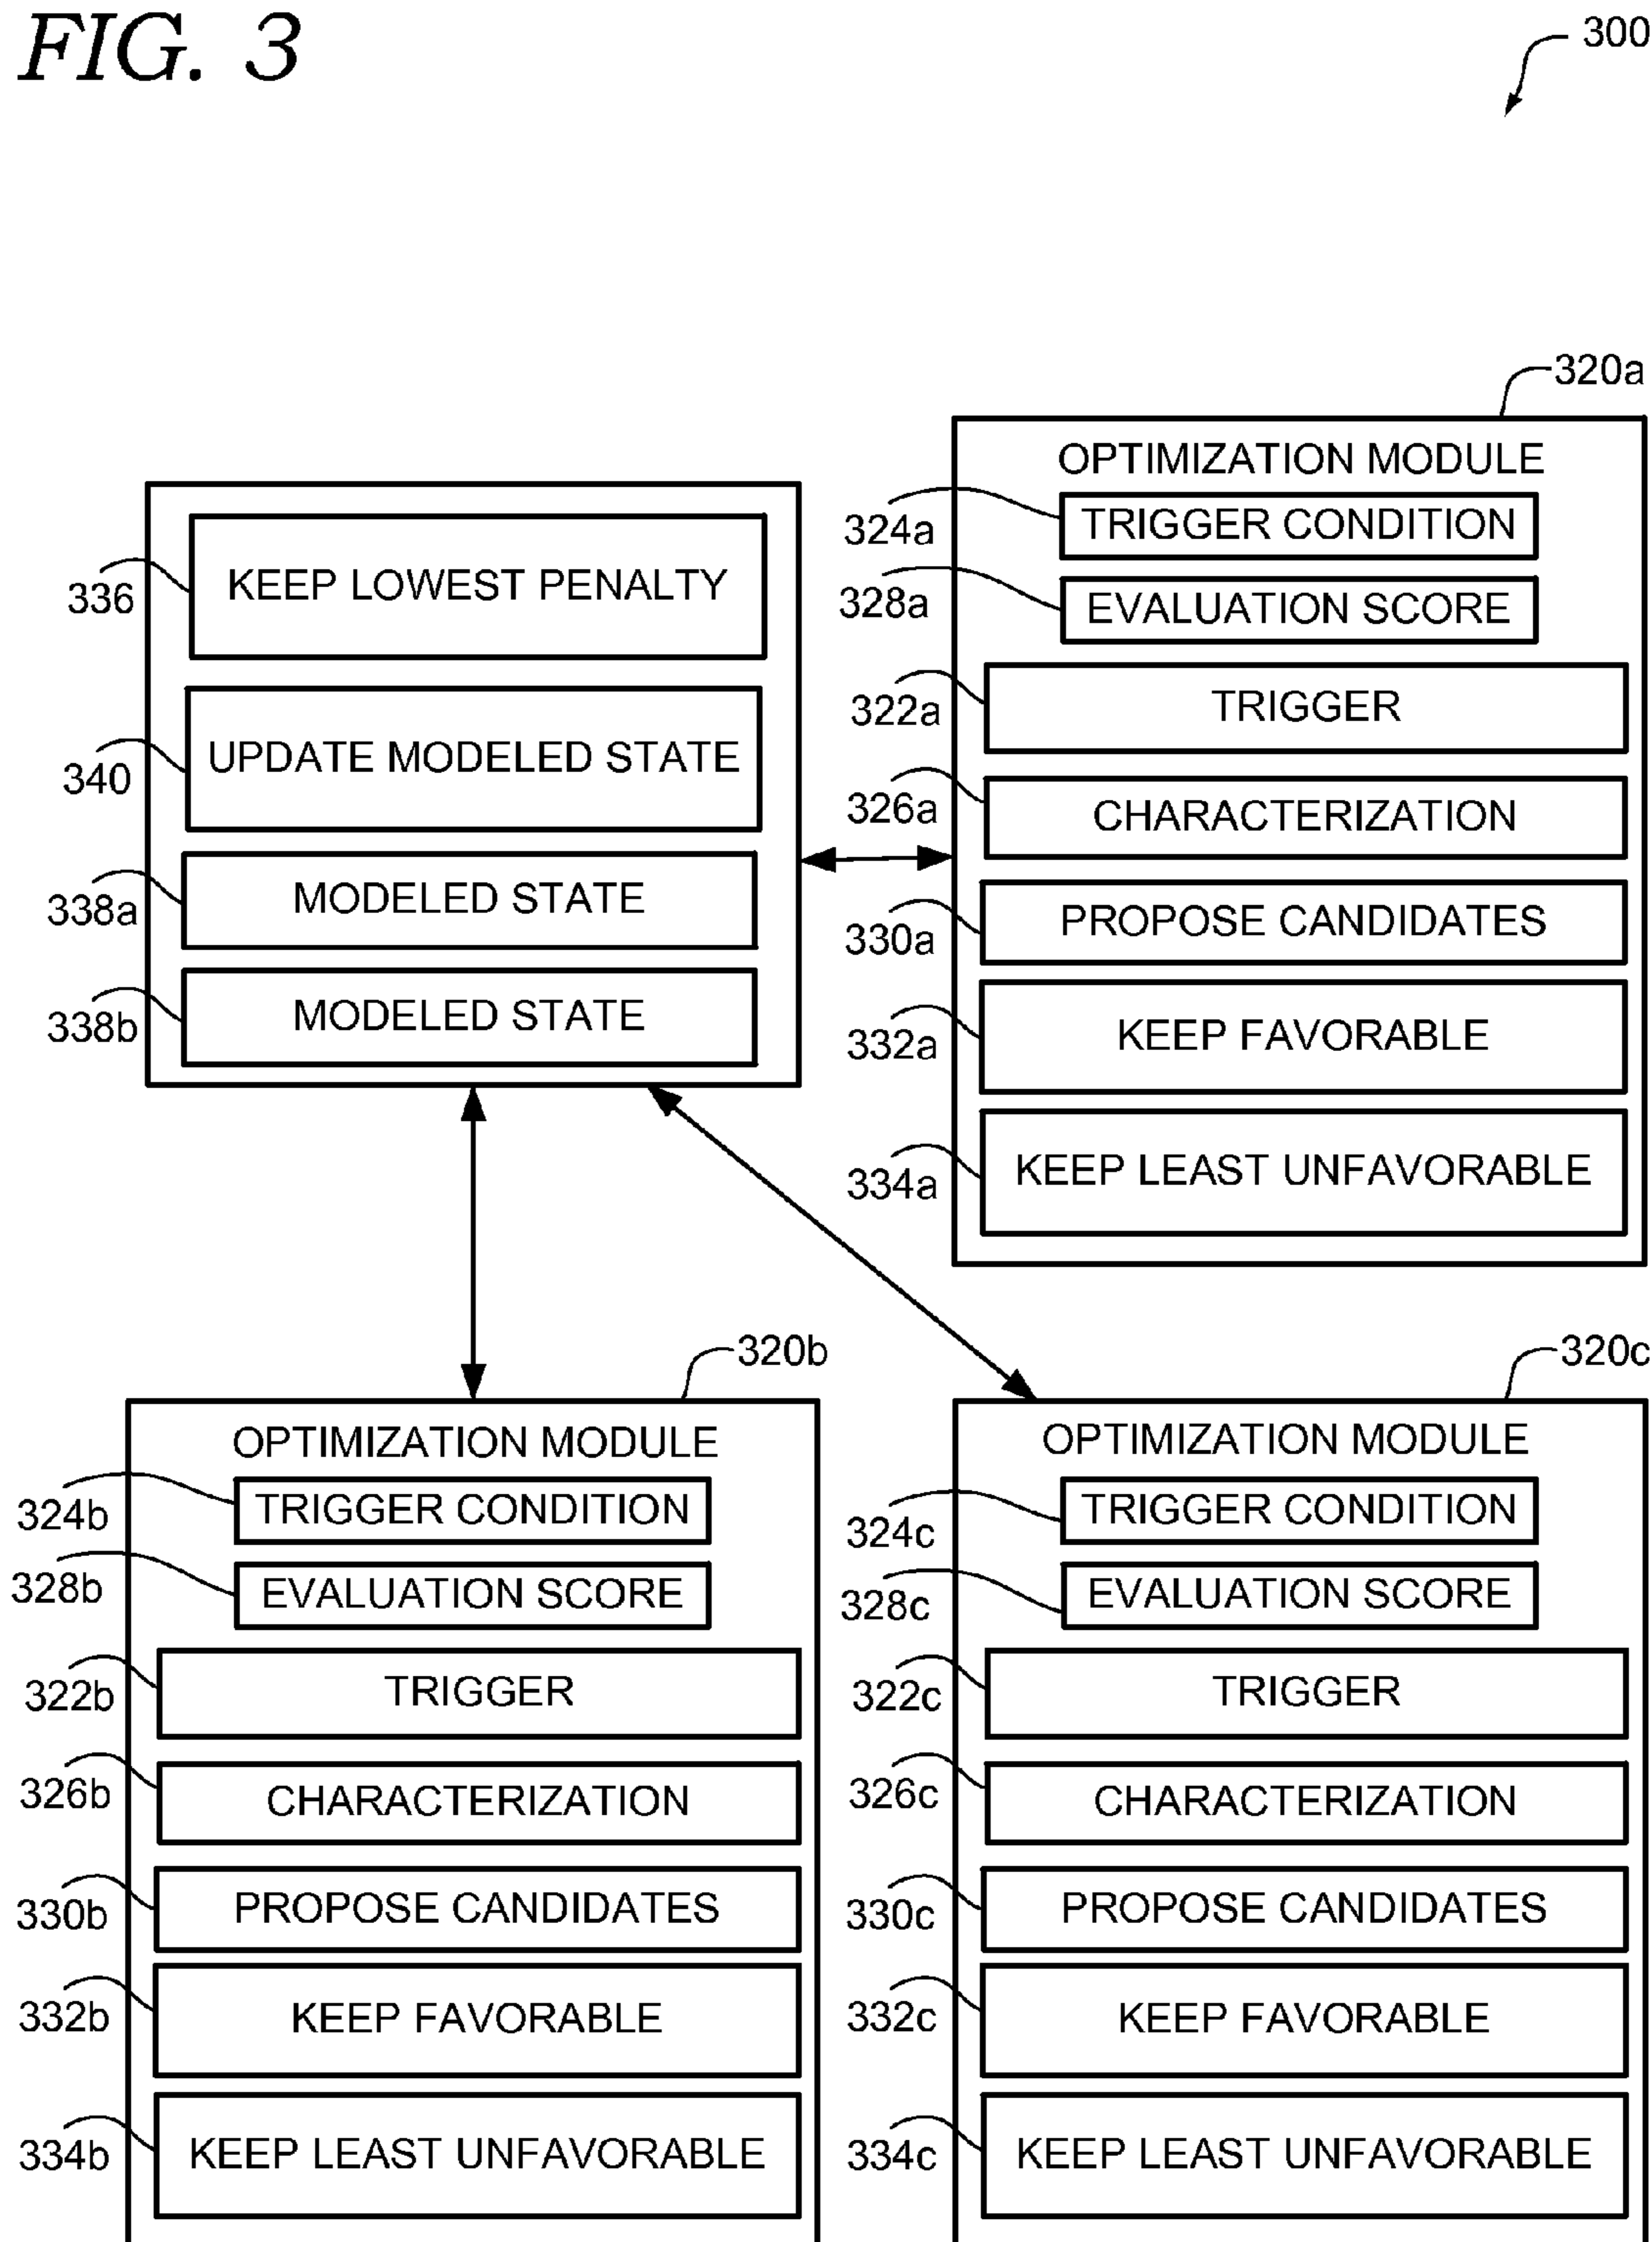 FIG. 3
300
320a
OPTIMIZATION MODULE
324a
TRIGGER CONDITION
328a
EVALUATION SCORE
322a
TRIGGER
326a
CHARACTERIZATION
330a
PROPOSE CANDIDATES
332a
KEEP FAVORABLE
334a
KEEP LEAST UNFAVORABLE
336
KEEP LOWEST PENALTY
340
UPDATE MODELED STATE
338a
MODELED STATE
338b
MODELED STATE
320b
OPTIMIZATION MODULE
324b
TRIGGER CONDITION
328b
EVALUATION SCORE
322b
TRIGGER
326b
CHARACTERIZATION
330b
PROPOSE CANDIDATES
332b
KEEP FAVORABLE
334b
KEEP LEAST UNFAVORABLE
320c
OPTIMIZATION MODULE
324c
TRIGGER CONDITION
328c
EVALUATION SCORE
322c
TRIGGER
326c
CHARACTERIZATION
330c
PROPOSE CANDIDATES
332c
KEEP FAVORABLE
334c
KEEP LEAST UNFAVORABLE